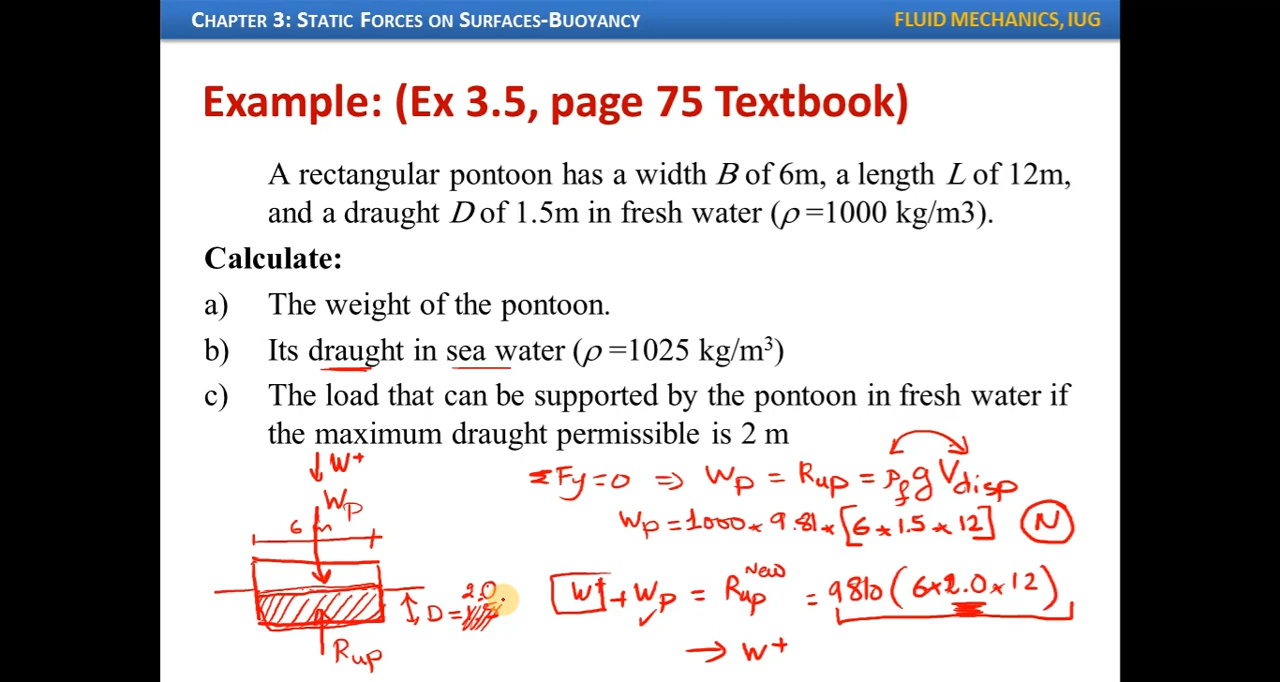 CHAPTER 3: STATIC FORCES ON SURFACES-BUOYANCY FLUID MECHANICS, IUG
Example: (Ex 3.5, page 75 Textbook)
A rectangular pontoon has a width B of 6m, a length L of 12m,
and a draught D of 1.5m in fresh water (ρ =1000 kg/m3).
Calculate:
a) The weight of the pontoon.
b) Its draught in sea water (ρ =1025 kg/m³)
c) The load that can be supported by the pontoon in fresh water if
the maximum draught permissible is 2 m
↓ W+
Wp
6 m
D = 2.0
Rup
ΣFy=0 ⇒ Wp = Rup = ρf g Vdisp
Wp = 1000 * 9.81 * [6 * 1.5 * 12] N
W+ + Wp = Rup New = 9810 (6×2.0×12)
→ W+